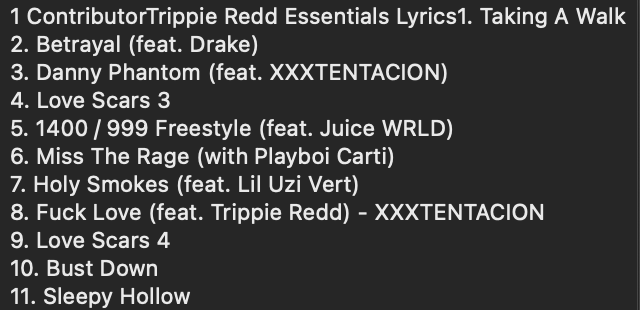 1 ContributorTrippie Redd Essentials Lyrics1. Taking A Walk
2. Betrayal (feat. Drake)
3. Danny Phantom (feat. XXXTENTACION)
4. Love Scars 3
5. 1400 / 999 Freestyle (feat. Juice WRLD)
6. Miss The Rage (with Playboi Carti)
7. Holy Smokes (feat. Lil Uzi Vert)
8. Fuck Love (feat. Trippie Redd) - XXXTENTACION
9. Love Scars 4
10. Bust Down
11. Sleepy Hollow